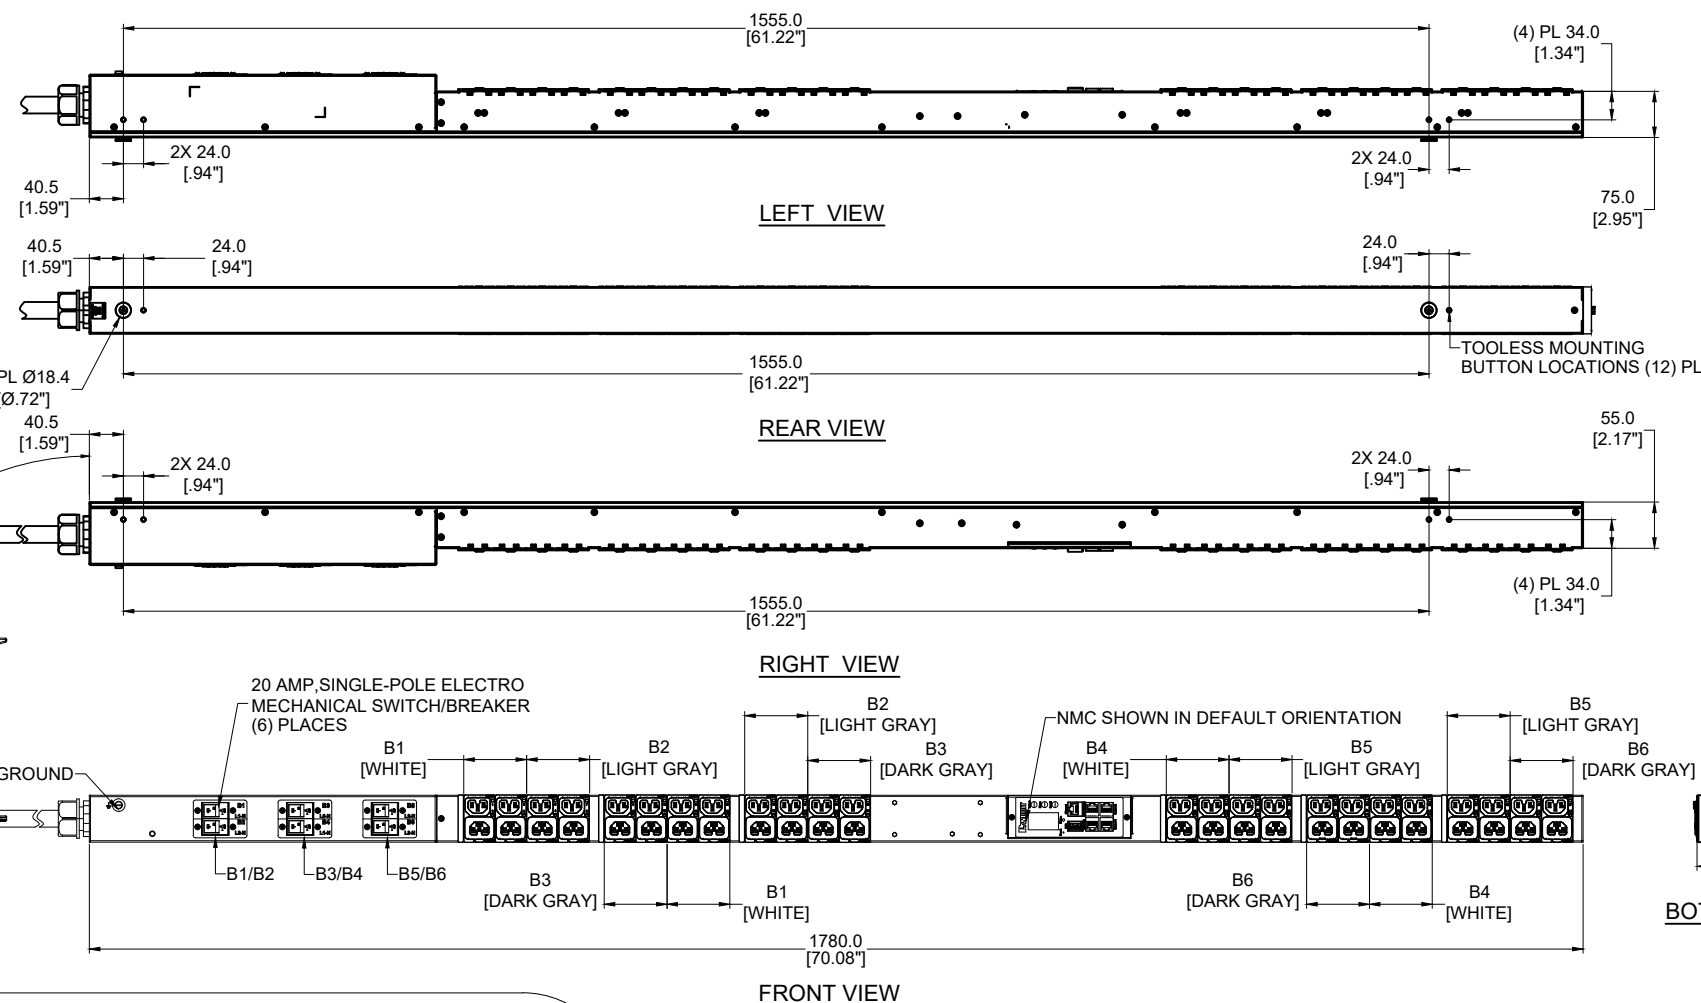 1555.0
[61.22"]
(4) PL 34.0
[1.34"]
2X 24.0
[.94"]
40.5
[1.59"]
2X 24.0
[.94"]
75.0
[2.95"]
LEFT VIEW
40.5
[1.59"]
24.0
[.94"]
24.0
[.94"]
PL Ø18.4
[Ø.72"]
1555.0
[61.22"]
TOOLESS MOUNTING
BUTTON LOCATIONS (12) PL
REAR VIEW
40.5
[1.59"]
2X 24.0
[.94"]
2X 24.0
[.94"]
55.0
[2.17"]
1555.0
[61.22"]
(4) PL 34.0
[1.34"]
RIGHT VIEW
20 AMP,SINGLE-POLE ELECTRO
MECHANICAL SWITCH/BREAKER
(6) PLACES
B1
[WHITE]
B2
[LIGHT GRAY]
B2
[LIGHT GRAY]
B3
[DARK GRAY]
NMC SHOWN IN DEFAULT ORIENTATION
B4
[WHITE]
B5
[LIGHT GRAY]
B5
[LIGHT GRAY]
B6
[DARK GRAY]
GROUND
B1
B2
B3
B4
B5
B6
B1/B2
B3/B4
B5/B6
B3
[DARK GRAY]
B1
[WHITE]
B6
[DARK GRAY]
B4
[WHITE]
1780.0
[70.08"]
FRONT VIEW
BOT